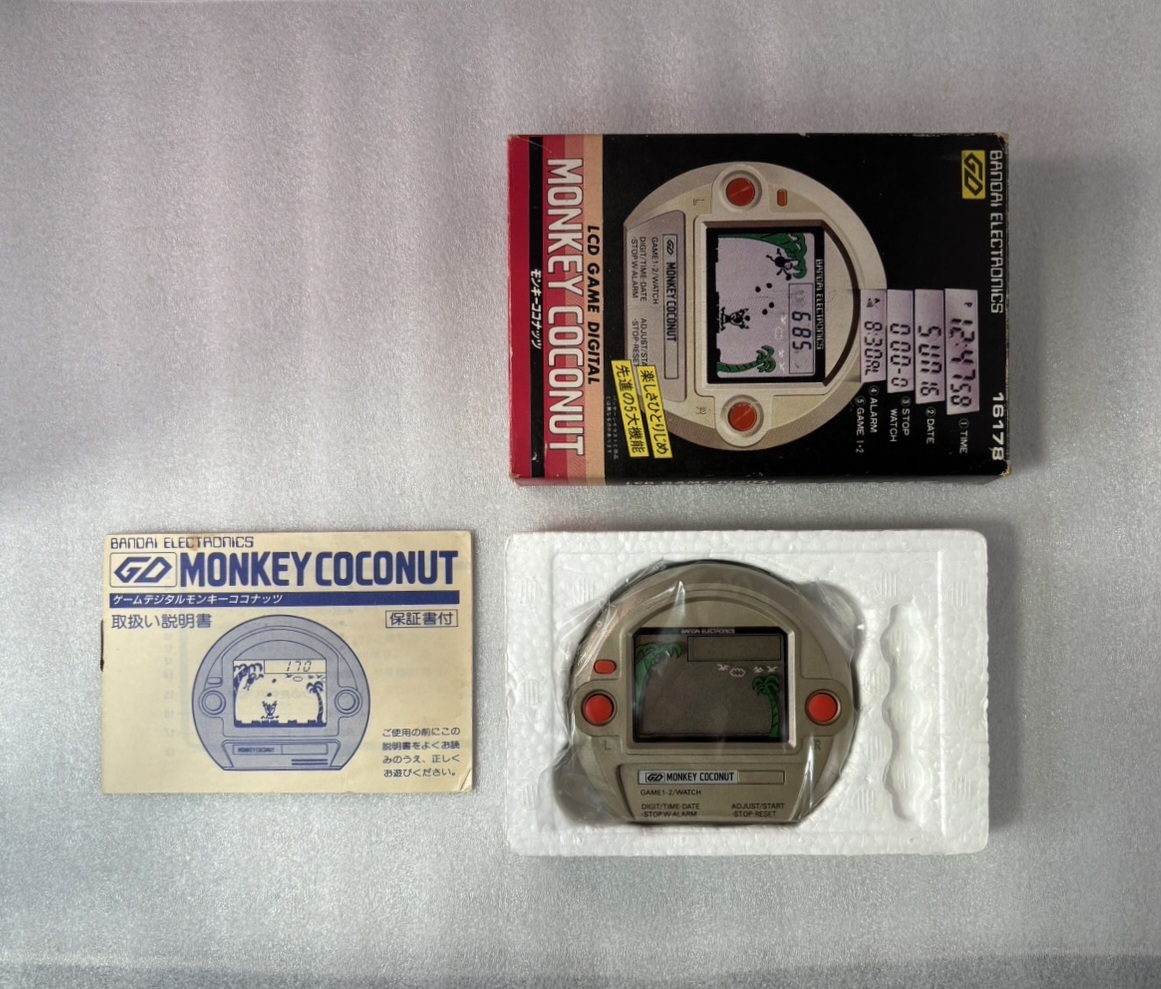 BANDAI ELECTRONICS
GD
16178
12:47 50
P
① TIME
SUN 16
② DATE
0 00-0
③ STOP
WATCH
A
8:30AL
④ ALARM
⑤ GAME 1・2
BANDAI ELECTRONICS
685
L
R
GD MONKEY COCONUT
GAME1-2/WATCH
DIGIT/TIME・DATE
・STOP.W・ALARM
ADJUST/STA
・STOP・RESET
楽しさひとりじめ
先進の5大機能
LCD GAME DIGITAL
MONKEY COCONUT
モンキーココナッツ
BANDAI ELECTRONICS
GD MONKEY COCONUT
ゲームデジタルモンキーココナッツ
取扱い説明書
保証書付
170
MONKEY COCONUT
ご使用の前にこの
説明書をよくお読
みのうえ、正しく
お遊びください。
BANDAI ELECTRONICS
L
R
GD MONKEY COCONUT
GAME1-2/WATCH
DIGIT/TIME・DATE
・STOP.W・ALARM
ADJUST/START
・STOP・RESET